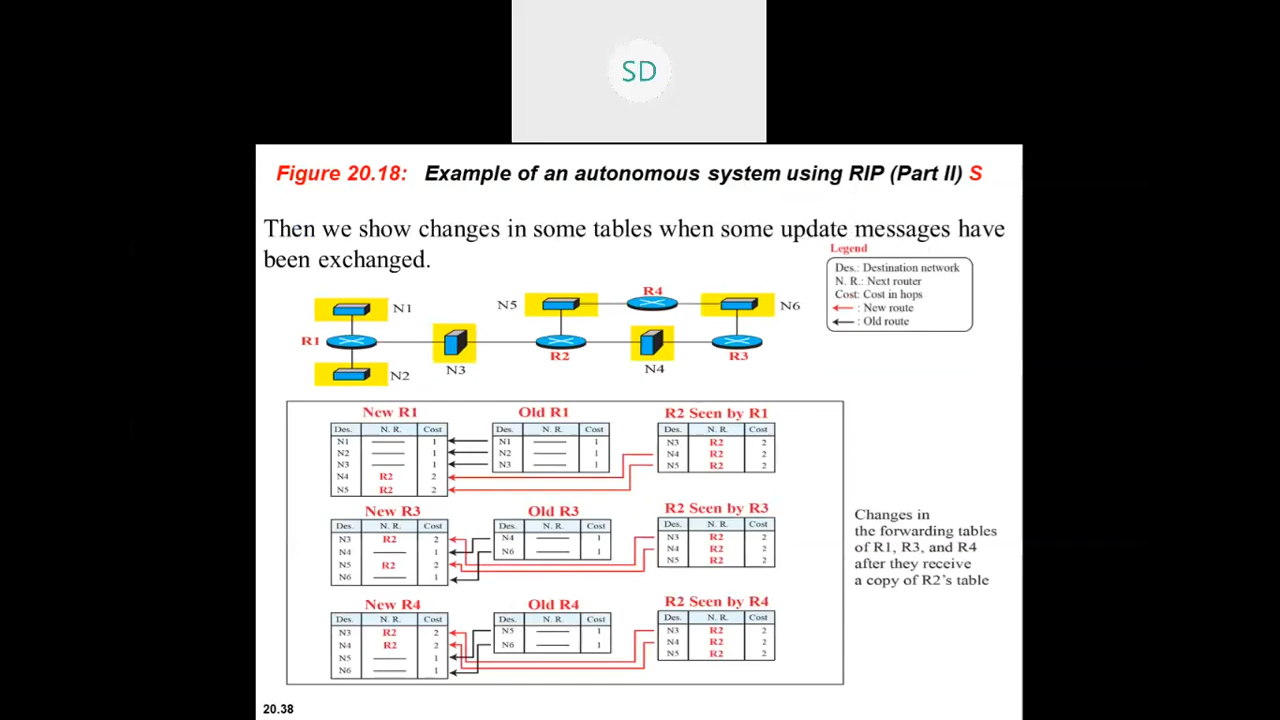 SD
Figure 20.18: Example of an autonomous system using RIP (Part II) S
Then we show changes in some tables when some update messages have
been exchanged.
Legend
Des.: Destination network
N. R.: Next router
Cost: Cost in hops
: New route
: Old route
R4
N1 N5 N6
R1 R2 R3
N2 N3 N4
New R1 Old R1 R2 Seen by R1
Des. N. R. Cost Des. N. R. Cost Des. N. R. Cost
N1 1 N1 1 N3 R2 2
N2 1 N2 1 N4 R2 2
N3 1 N3 1 N5 R2 2
N4 R2 2
N5 R2 2
New R3 Old R3 R2 Seen by R3
Des. N. R. Cost Des. N. R. Cost Des. N. R. Cost
N3 R2 2 N4 1 N3 R2 2
N4 1 N6 1 N4 R2 2
N5 R2 2 N5 R2 2
N6 1
New R4 Old R4 R2 Seen by R4
Des. N. R. Cost Des. N. R. Cost Des. N. R. Cost
N3 R2 2 N5 1 N3 R2 2
N4 R2 2 N6 1 N4 R2 2
N5 1 N5 R2 2
N6 1
Changes in
the forwarding tables
of R1, R3, and R4
after they receive
a copy of R2's table
20.38